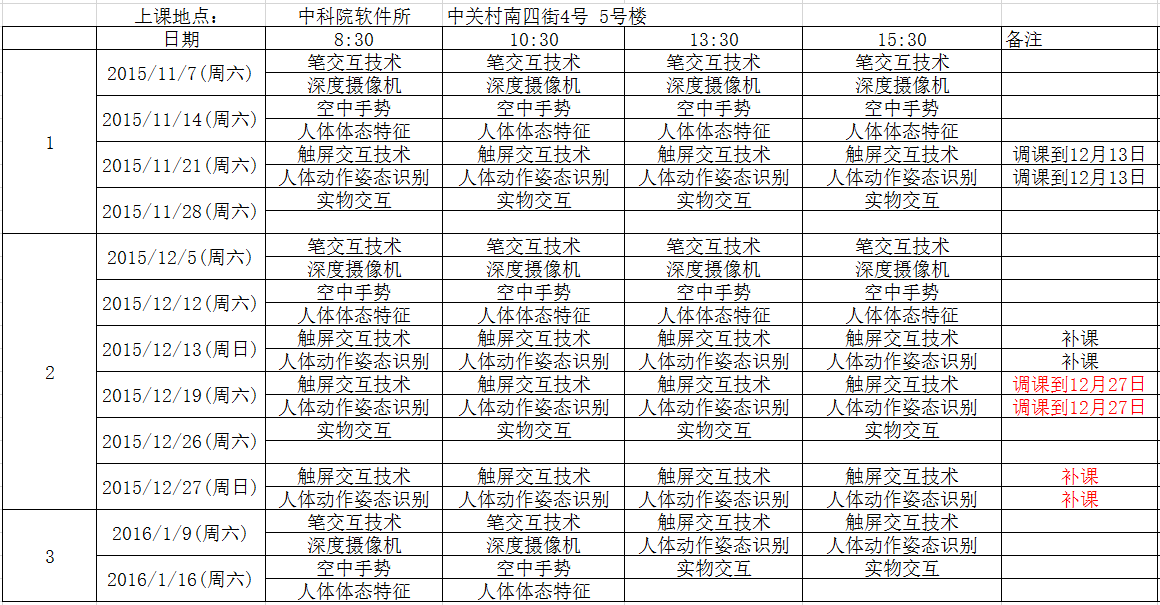 上课地点： 中科院软件所 中关村南四街4号 5号楼
日期 8:30 10:30 13:30 15:30 备注
1
2015/11/7(周六) 笔交互技术 笔交互技术 笔交互技术 笔交互技术
深度摄像机 深度摄像机 深度摄像机 深度摄像机
2015/11/14(周六) 空中手势 空中手势 空中手势 空中手势
人体体态特征 人体体态特征 人体体态特征 人体体态特征
2015/11/21(周六) 触屏交互技术 触屏交互技术 触屏交互技术 触屏交互技术 调课到12月13日
人体动作姿态识别 人体动作姿态识别 人体动作姿态识别 人体动作姿态识别 调课到12月13日
2015/11/28(周六) 实物交互 实物交互 实物交互 实物交互
2
2015/12/5(周六) 笔交互技术 笔交互技术 笔交互技术 笔交互技术
深度摄像机 深度摄像机 深度摄像机 深度摄像机
2015/12/12(周六) 空中手势 空中手势 空中手势 空中手势
人体体态特征 人体体态特征 人体体态特征 人体体态特征
2015/12/13(周日) 触屏交互技术 触屏交互技术 触屏交互技术 触屏交互技术 补课
人体动作姿态识别 人体动作姿态识别 人体动作姿态识别 人体动作姿态识别 补课
2015/12/19(周六) 触屏交互技术 触屏交互技术 触屏交互技术 触屏交互技术 调课到12月27日
人体动作姿态识别 人体动作姿态识别 人体动作姿态识别 人体动作姿态识别 调课到12月27日
2015/12/26(周六) 实物交互 实物交互 实物交互 实物交互
2015/12/27(周日) 触屏交互技术 触屏交互技术 触屏交互技术 触屏交互技术 补课
人体动作姿态识别 人体动作姿态识别 人体动作姿态识别 人体动作姿态识别 补课
3
2016/1/9(周六) 笔交互技术 笔交互技术 触屏交互技术 触屏交互技术
深度摄像机 深度摄像机 人体动作姿态识别 人体动作姿态识别
2016/1/16(周六) 空中手势 空中手势 实物交互 实物交互
人体体态特征 人体体态特征